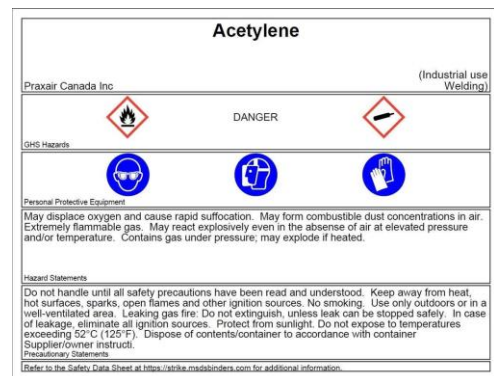 Acetylene
(Industrial use
Praxair Canada Inc Welding)
DANGER
GHS Hazards
Personal Protective Equipment
May displace oxygen and cause rapid suffocation. May form combustible dust concentrations in air.
Extremely flammable gas. May react explosively even in the absense of air at elevated pressure
and/or temperature. Contains gas under pressure; may explode if heated.
Hazard Statements
Do not handle until all safety precautions have been read and understood. Keep away from heat,
hot surfaces, sparks, open flames and other ignition sources. No smoking. Use only outdoors or in a
well-ventilated area. Leaking gas fire: Do not extinguish, unless leak can be stopped safely. In case
of leakage, eliminate all ignition sources. Protect from sunlight. Do not expose to temperatures
exceeding 52°C (125°F). Dispose of contents/container to accordance with container
Supplier/owner instructi.
Precautionary Statements
Refer to the Safety Data Sheet at https://strike.msdsbinders.com for additional information.